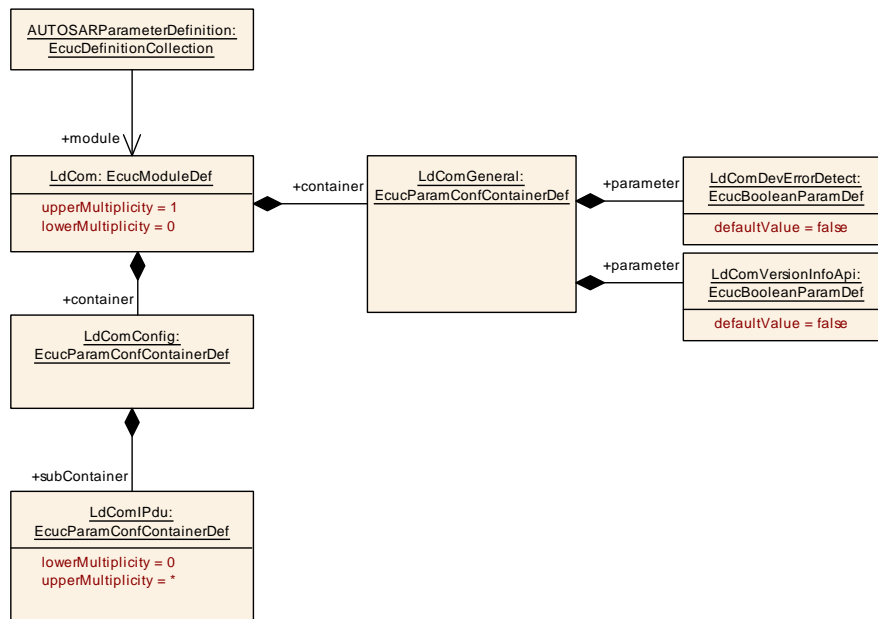 AUTOSARParameterDefinition:
EcucDefinitionCollection
+module
LdCom: EcucModuleDef
upperMultiplicity = 1
lowerMultiplicity = 0
+container
LdComGeneral:
EcucParamConfContainerDef
+parameter
LdComDevErrorDetect:
EcucBooleanParamDef
defaultValue = false
+parameter
LdComVersionInfoApi:
EcucBooleanParamDef
defaultValue = false
+container
LdComConfig:
EcucParamConfContainerDef
+subContainer
LdComIPdu:
EcucParamConfContainerDef
lowerMultiplicity = 0
upperMultiplicity = *